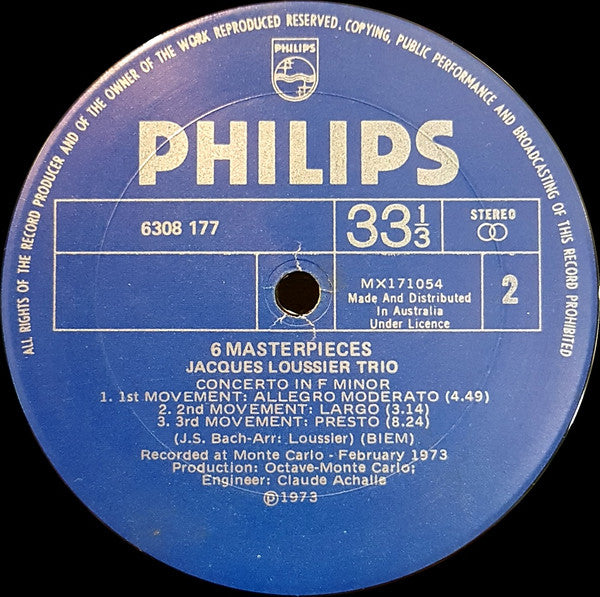 ALL RIGHTS OF THE RECORD PRODUCER AND OF THE OWNER OF THE WORK REPRODUCED RESERVED. COPYING, PUBLIC PERFORMANCE AND BROADCASTING OF THIS RECORD PROHIBITED
PHILIPS
PHILIPS
6308 177
33 1/3
STEREO
MX171054
Made And Distributed
In Australia
Under Licence
2
6 MASTERPIECES
JACQUES LOUSSIER TRIO
CONCERTO IN F MINOR
1. 1st MOVEMENT: ALLEGRO MODERATO (4.49)
2. 2nd MOVEMENT: LARGO (3.14)
3. 3rd MOVEMENT: PRESTO (8.24)
(J.S. Bach-Arr: Loussier) (BIEM)
Recorded at Monte Carlo - February 1973
Production: Octave-Monte Carlo;
Engineer: Claude Achalle
℗1973